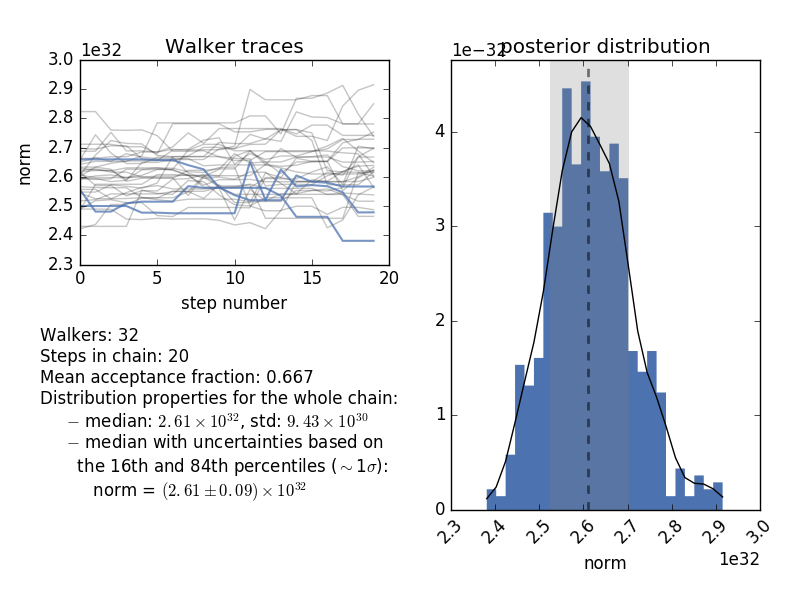 1e32
Walker traces
3.0
2.9
2.8
2.7
2.6
2.5
2.4
2.3
norm
0 5 10 15 20
step number
Walkers: 32
Steps in chain: 20
Mean acceptance fraction: 0.667
Distribution properties for the whole chain:
− median: 2.61 × 10^32, std: 9.43 × 10^30
− median with uncertainties based on
the 16th and 84th percentiles (∼1σ):
norm = (2.61 ± 0.09) × 10^32
1e−32
posterior distribution
4
3
2
1
0
2.3 2.4 2.5 2.6 2.7 2.8 2.9 3.0
norm
1e32